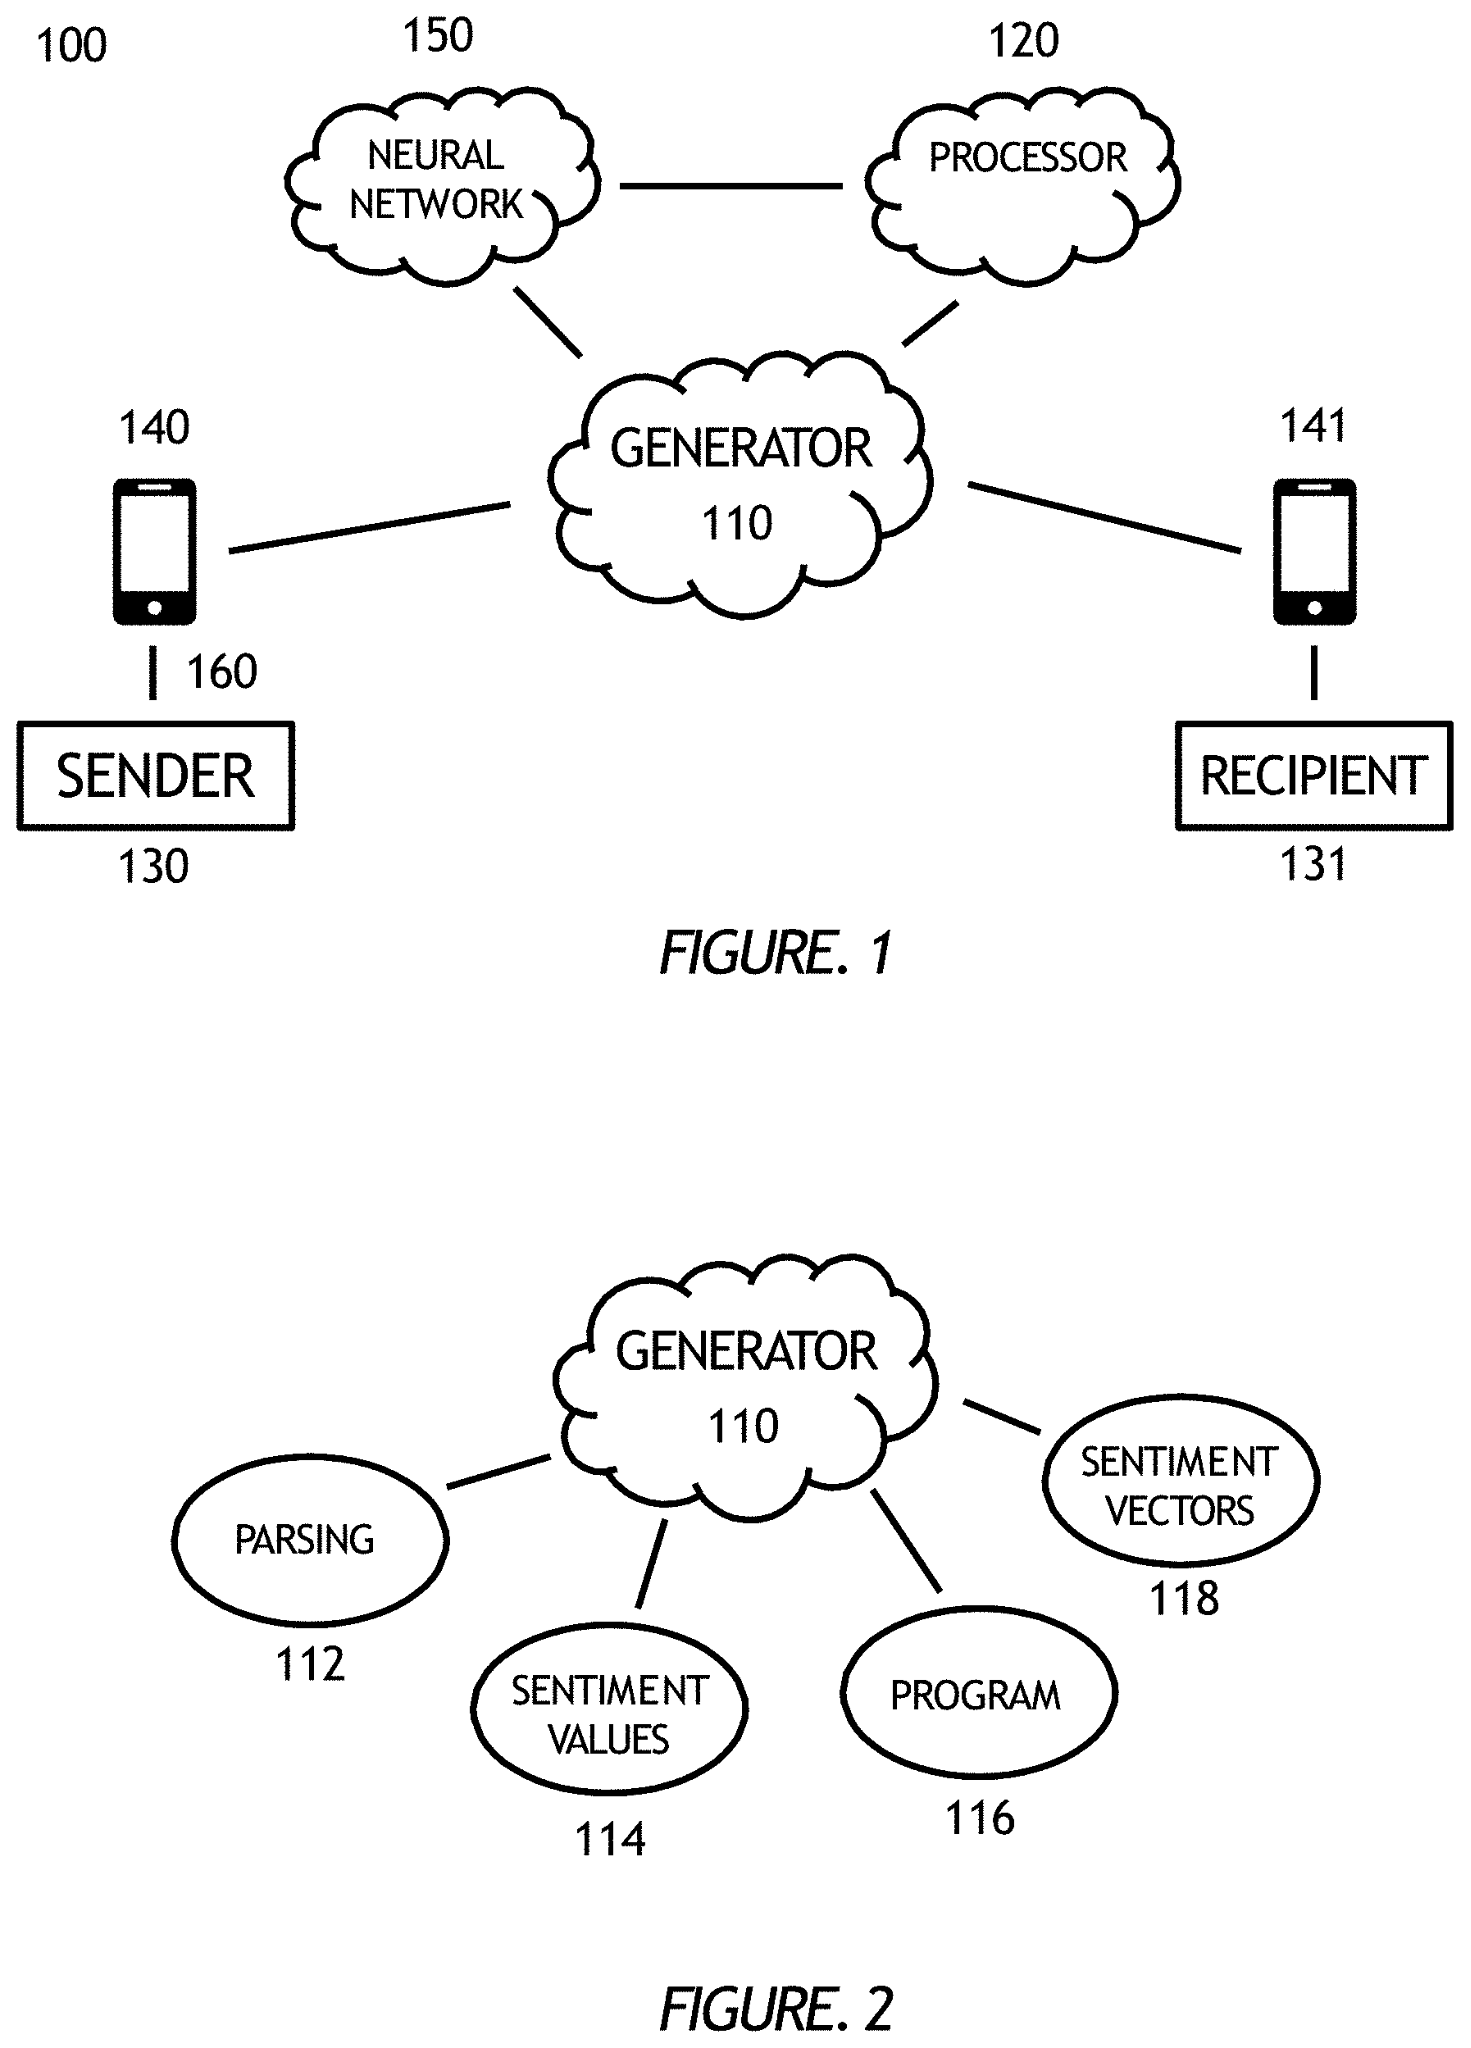 100
150
120
NEURAL
NETWORK
PROCESSOR
GENERATOR
110
140
141
160
SENDER
RECIPIENT
130
131
FIGURE. 1
GENERATOR
110
SENTIMENT
VECTORS
118
PARSING
112
SENTIMENT
VALUES
114
PROGRAM
116
FIGURE. 2